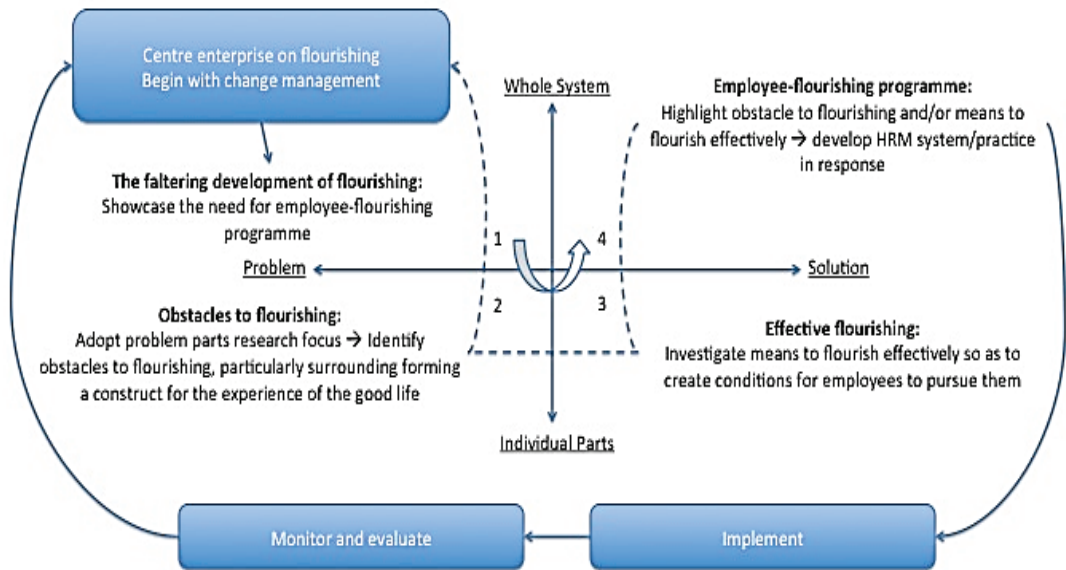 Centre enterprise on flourishing
Begin with change management
Whole System
Employee-flourishing programme:
Highlight obstacle to flourishing and/or means to
flourish effectively → develop HRM system/practice
in response
The faltering development of flourishing:
Showcase the need for employee-flourishing
programme
1
4
Problem
Solution
2
3
Obstacles to flourishing:
Adopt problem parts research focus → Identify
obstacles to flourishing, particularly surrounding forming
a construct for the experience of the good life
Effective flourishing:
Investigate means to flourish effectively so as to
create conditions for employees to pursue them
Individual Parts
Monitor and evaluate
Implement